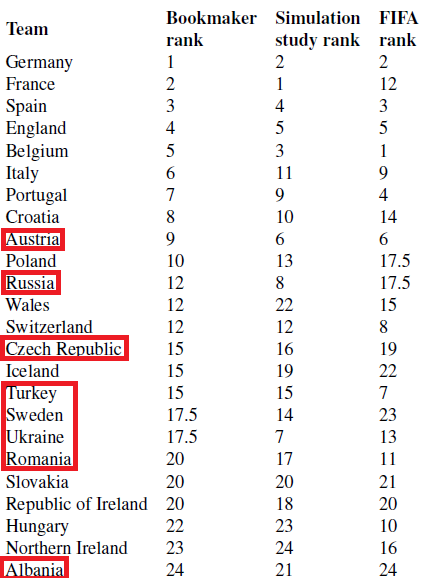 Team Bookmaker rank Simulation study rank FIFA rank
Germany 1 2 2
France 2 1 12
Spain 3 4 3
England 4 5 5
Belgium 5 3 1
Italy 6 11 9
Portugal 7 9 4
Croatia 8 10 14
Austria 9 6 6
Poland 10 13 17.5
Russia 12 8 17.5
Wales 12 22 15
Switzerland 12 12 8
Czech Republic 15 16 19
Iceland 15 19 22
Turkey 15 15 7
Sweden 17.5 14 23
Ukraine 17.5 7 13
Romania 20 17 11
Slovakia 20 20 21
Republic of Ireland 20 18 20
Hungary 22 23 10
Northern Ireland 23 24 16
Albania 24 21 24